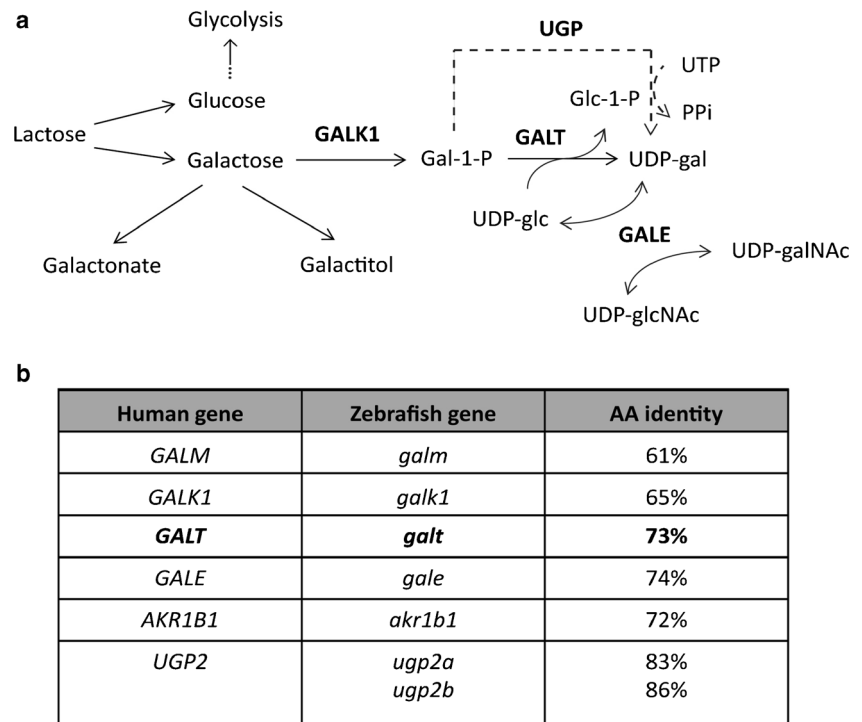 a
Glycolysis
UGP
UTP
Glucose
Glc-1-P
PPi
Lactose
GALK1
GALT
Galactose
Gal-1-P
UDP-gal
UDP-glc
GALE
Galactonate
Galactitol
UDP-galNAc
UDP-glcNAc
b
Human gene Zebrafish gene AA identity
GALM galm 61%
GALK1 galk1 65%
GALT galt 73%
GALE gale 74%
AKR1B1 akr1b1 72%
UGP2 ugp2a 83%
ugp2b 86%